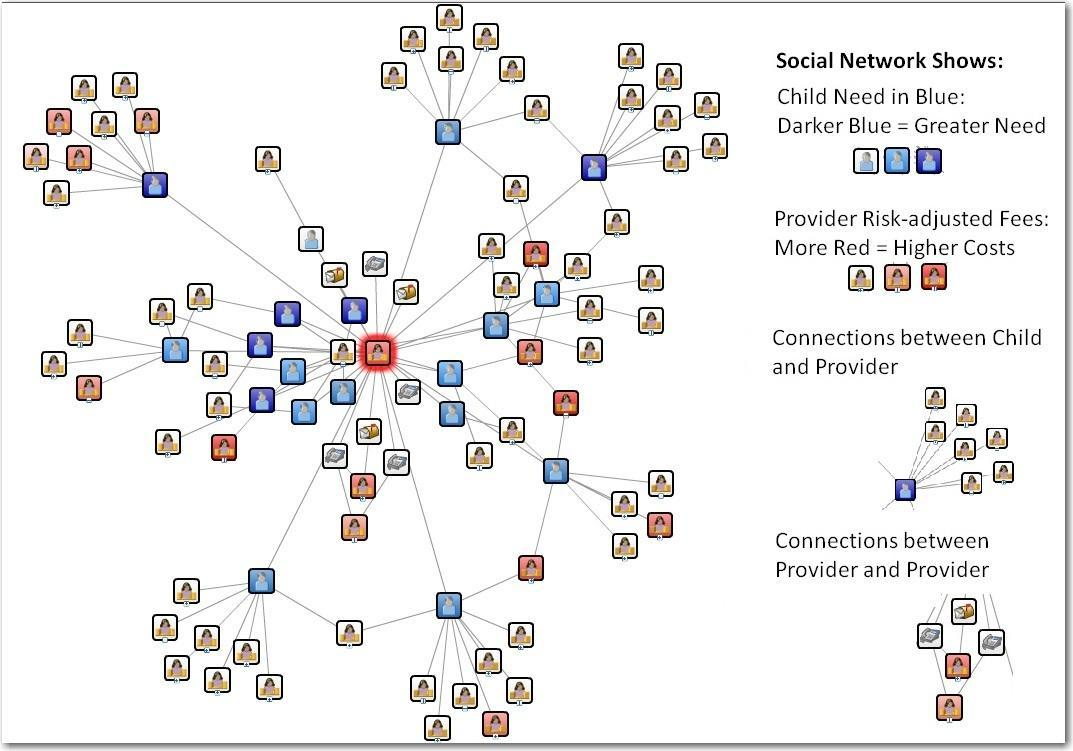 Social Network Shows:
Child Need in Blue:
Darker Blue = Greater Need
Provider Risk-adjusted Fees:
More Red = Higher Costs
Connections between Child
and Provider
Connections between
Provider and Provider